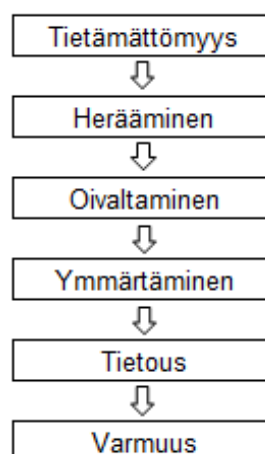 Tietämättömyys
Herääminen
Oivaltaminen
Ymmärtäminen
Tietous
Varmuus